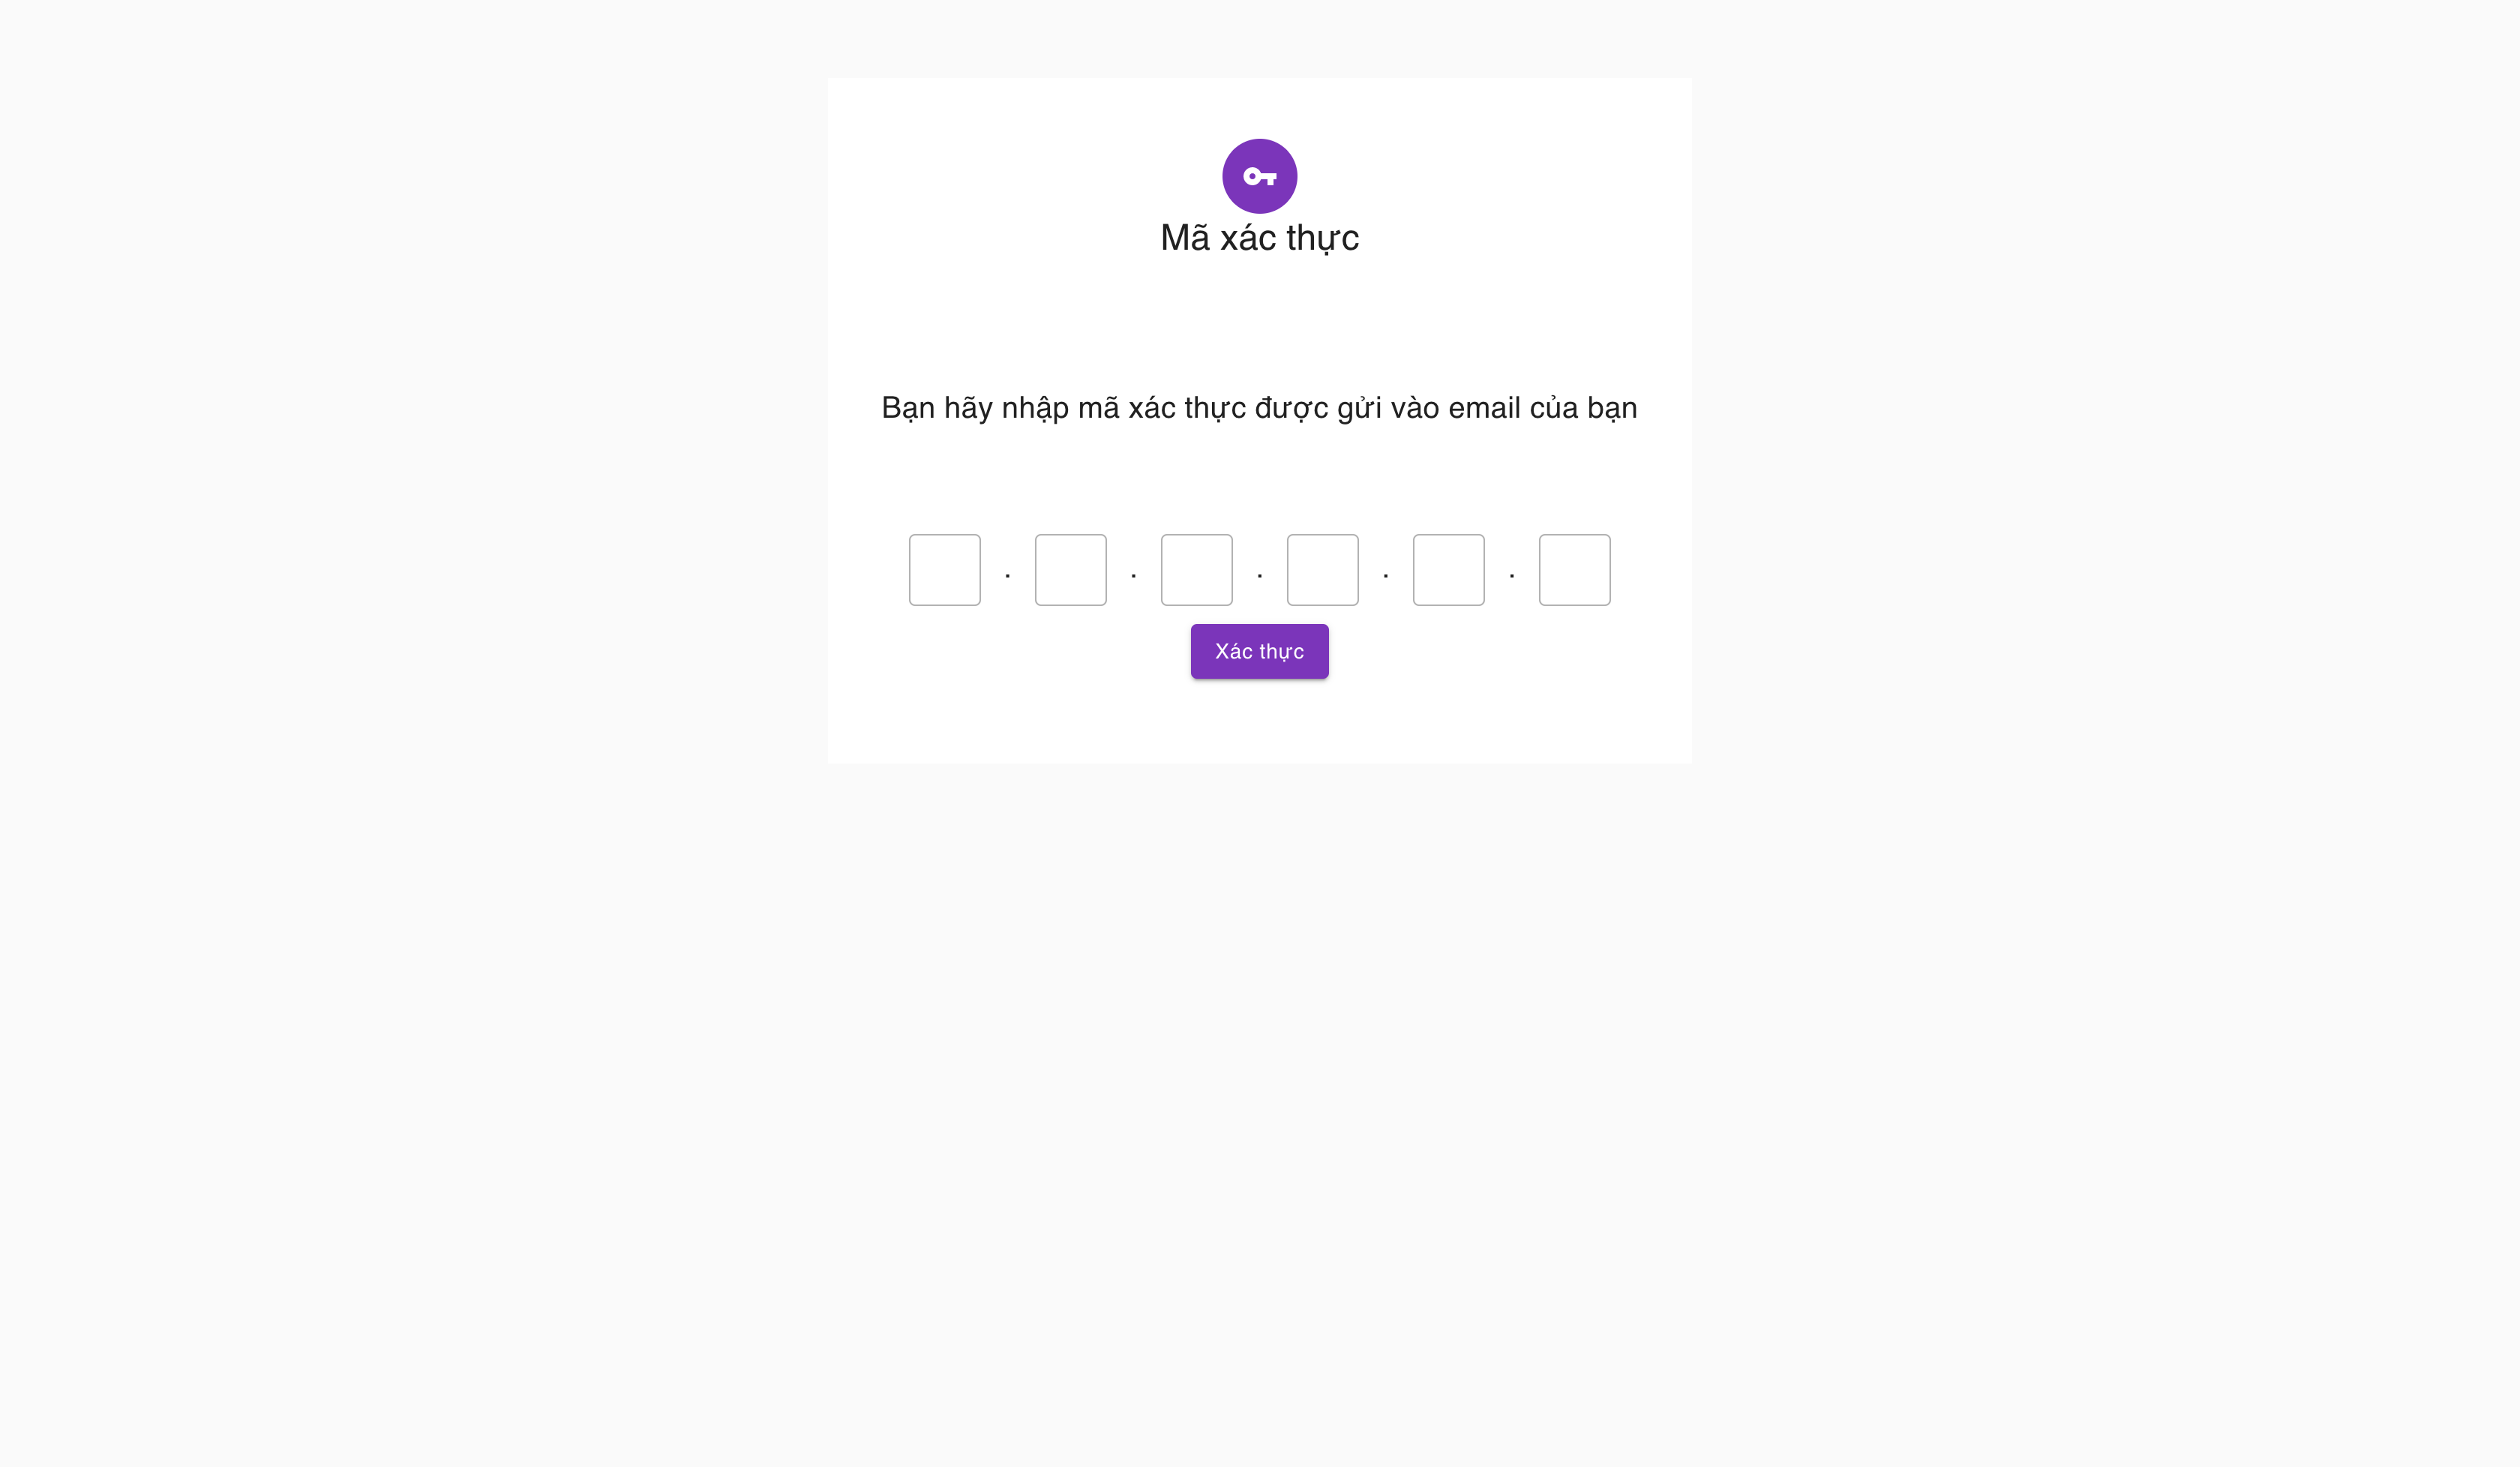 Mã xác thực
Bạn hãy nhập mã xác thực được gửi vào email của bạn
. . . . .
Xác thực